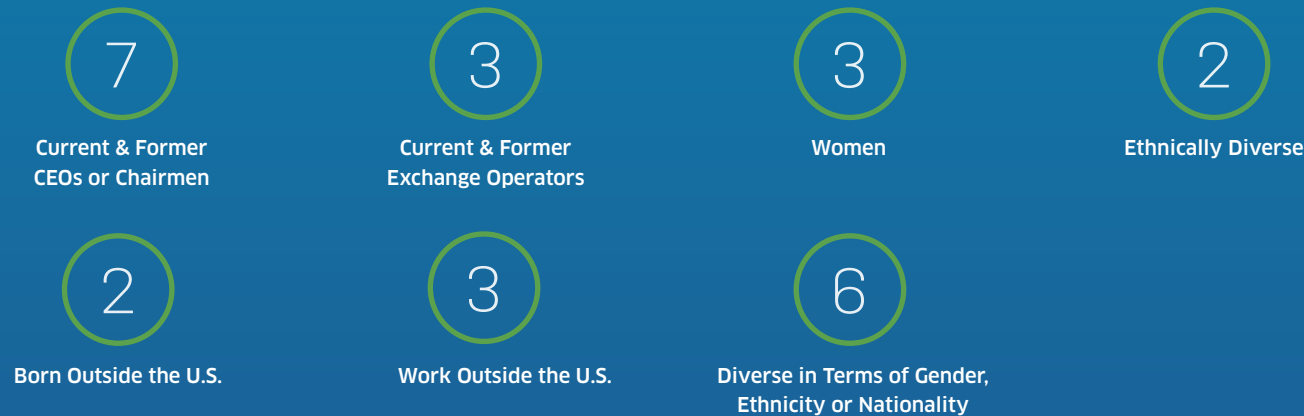 7
Current & Former
CEOs or Chairmen
3
Current & Former
Exchange Operators
3
Women
2
Ethnically Diverse
2
Born Outside the U.S.
3
Work Outside the U.S.
6
Diverse in Terms of Gender,
Ethnicity or Nationality